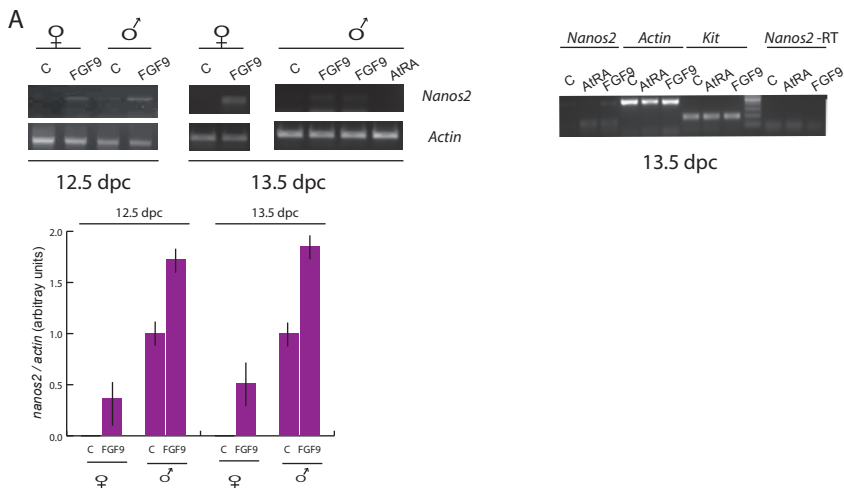 A
♀ ♂ ♀ ♂
C FGF9 C FGF9 C FGF9 C FGF9 FGF9 AtRA
Nanos2
Actin
12.5 dpc 13.5 dpc
Nanos2 Actin Kit Nanos2 -RT
C AtRA FGF9 C AtRA FGF9 C AtRA FGF9 C AtRA FGF9
13.5 dpc
12.5 dpc 13.5 dpc
nanos2 / actin (arbitray units)
2.0
1.5
1.0
0.5
0.0
C FGF9 C FGF9 C FGF9 C FGF9
♀ ♂ ♀ ♂